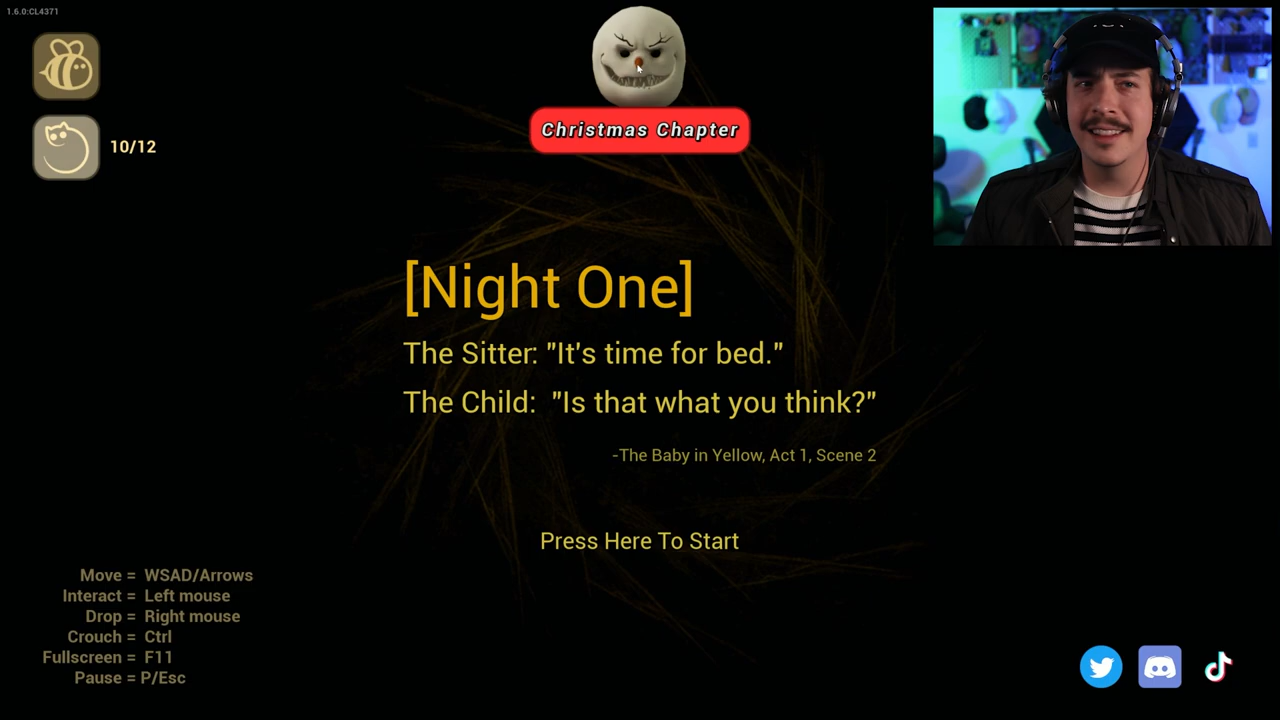 1.6.0:CL4371
10/12
Christmas Chapter
[Night One]
The Sitter: "It's time for bed."
The Child:  "Is that what you think?"
-The Baby in Yellow, Act 1, Scene 2
Press Here To Start
Move = WSAD/Arrows
Interact = Left mouse
Drop = Right mouse
Crouch = Ctrl
Fullscreen = F11
Pause = P/Esc